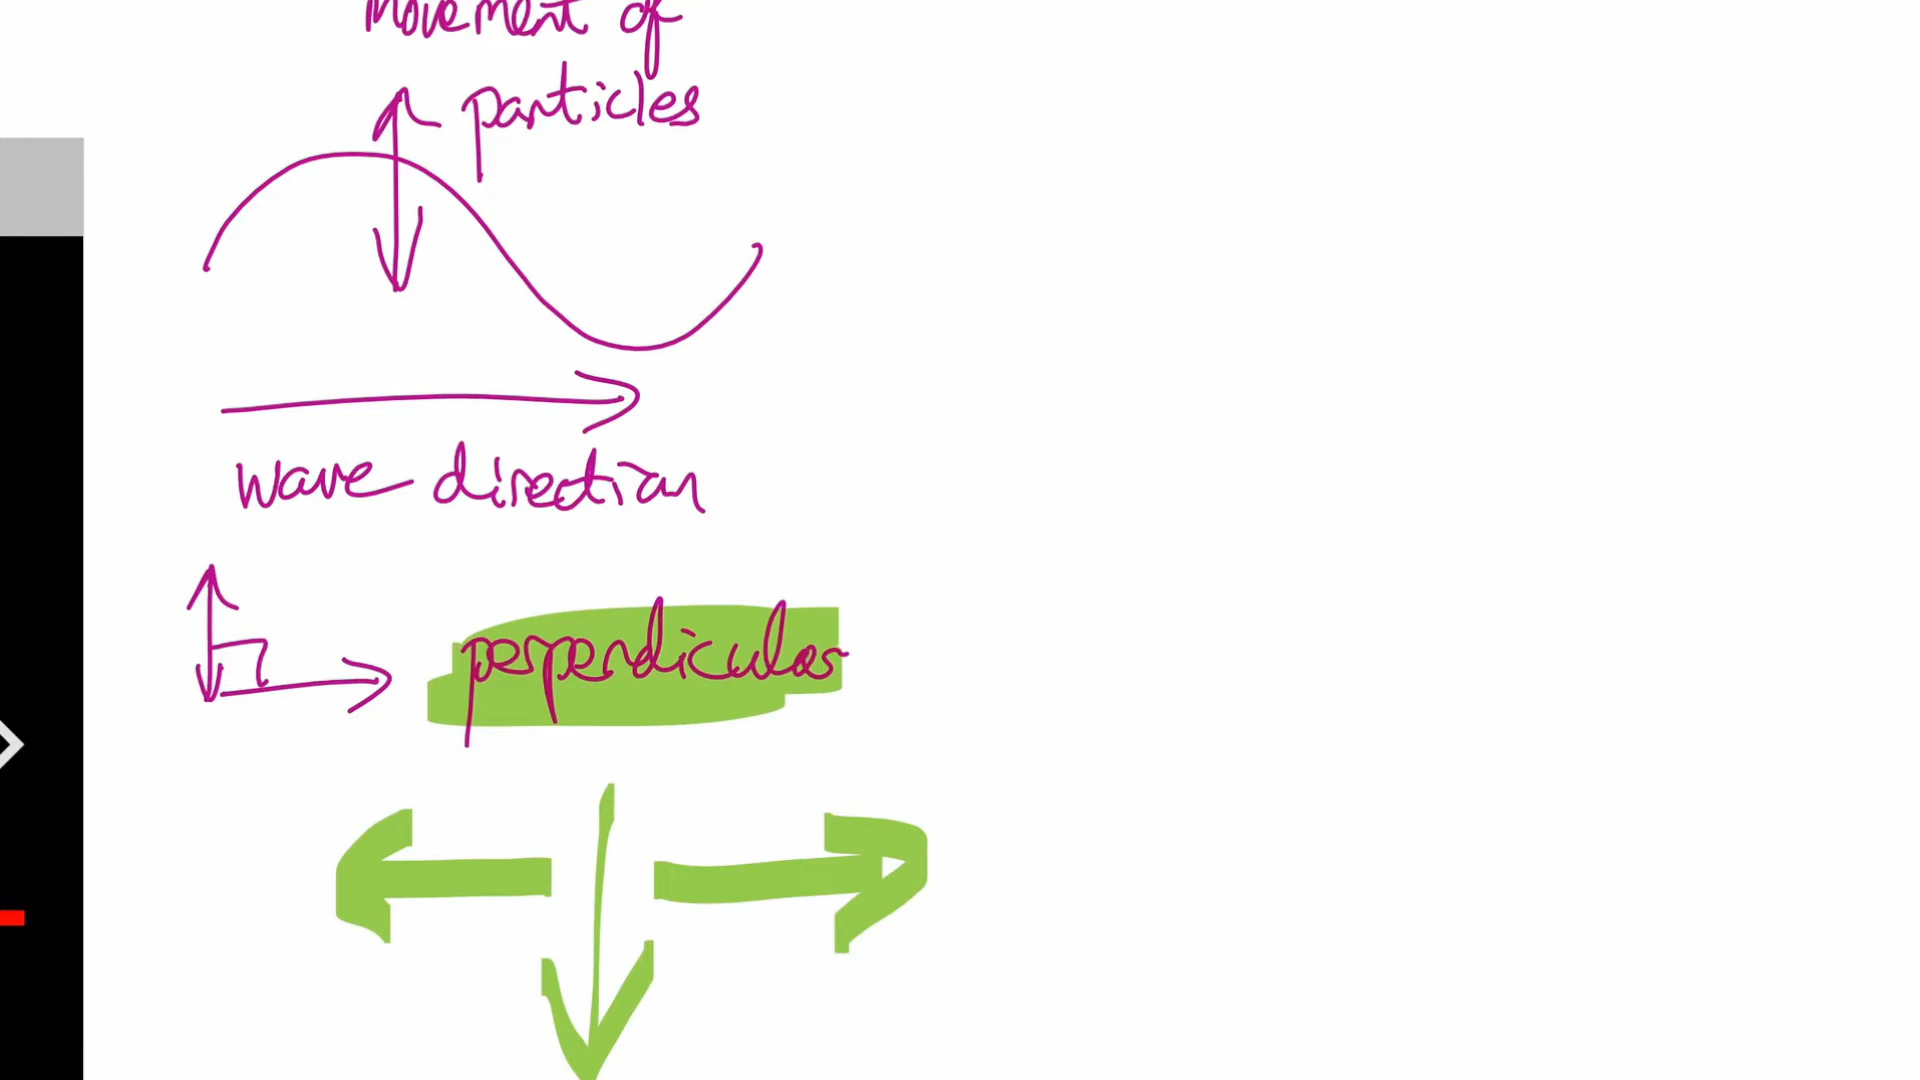 movement of
particles
wave direction
perpendicular